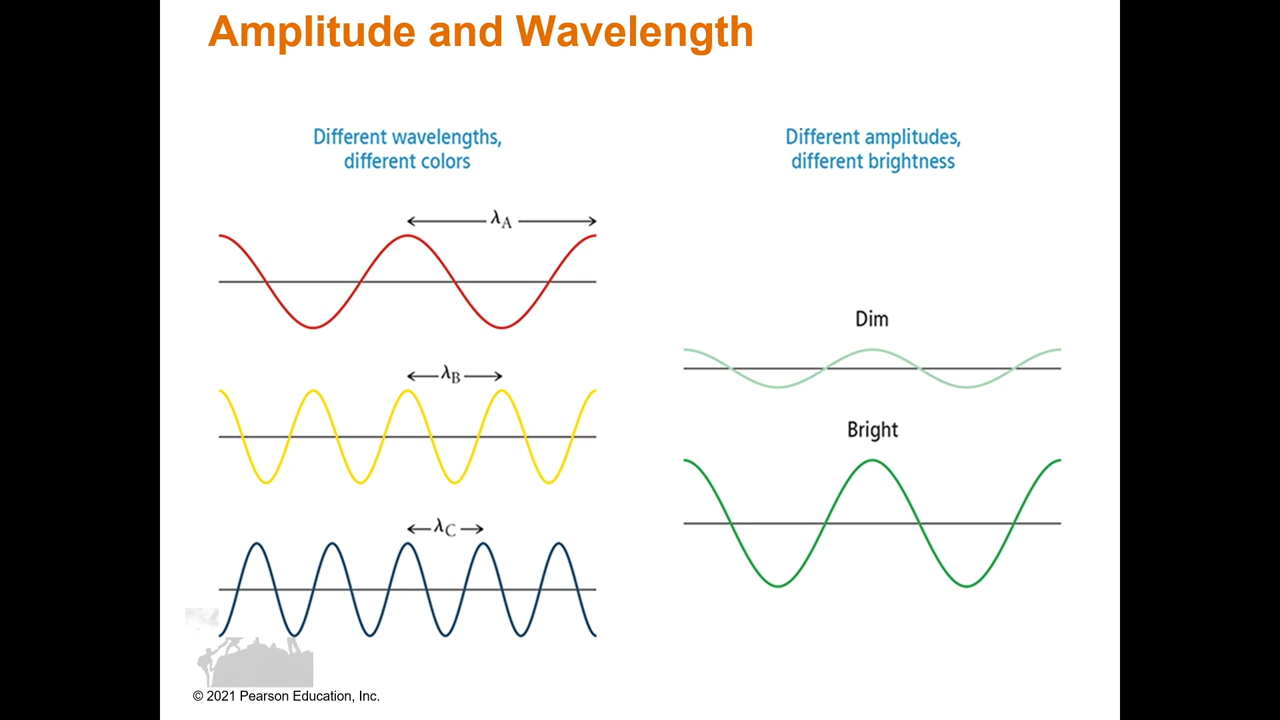 Amplitude and Wavelength
Different wavelengths,
different colors
λA
λB
λC
Different amplitudes,
different brightness
Dim
Bright
© 2021 Pearson Education, Inc.